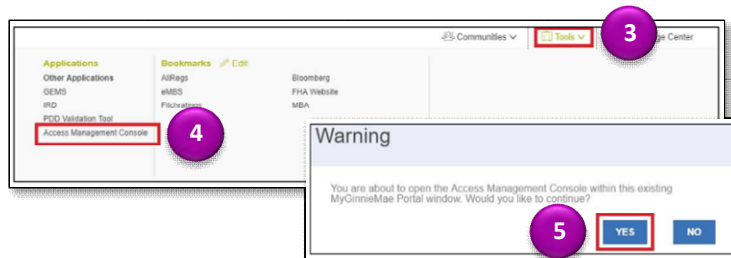 Communities
Tools
3
ge Center
Applications
Bookmarks Edit
Other Applications
AllRegs
Bloomberg
GEMS
eMBS
FHA Website
IRD
MBA
PDD Validation Tool
Access Management Console
4
Warning
You are about to open the Access Management Console within this existing
MyGinnieMae Portal window. Would you like to continue?
5
YES
NO